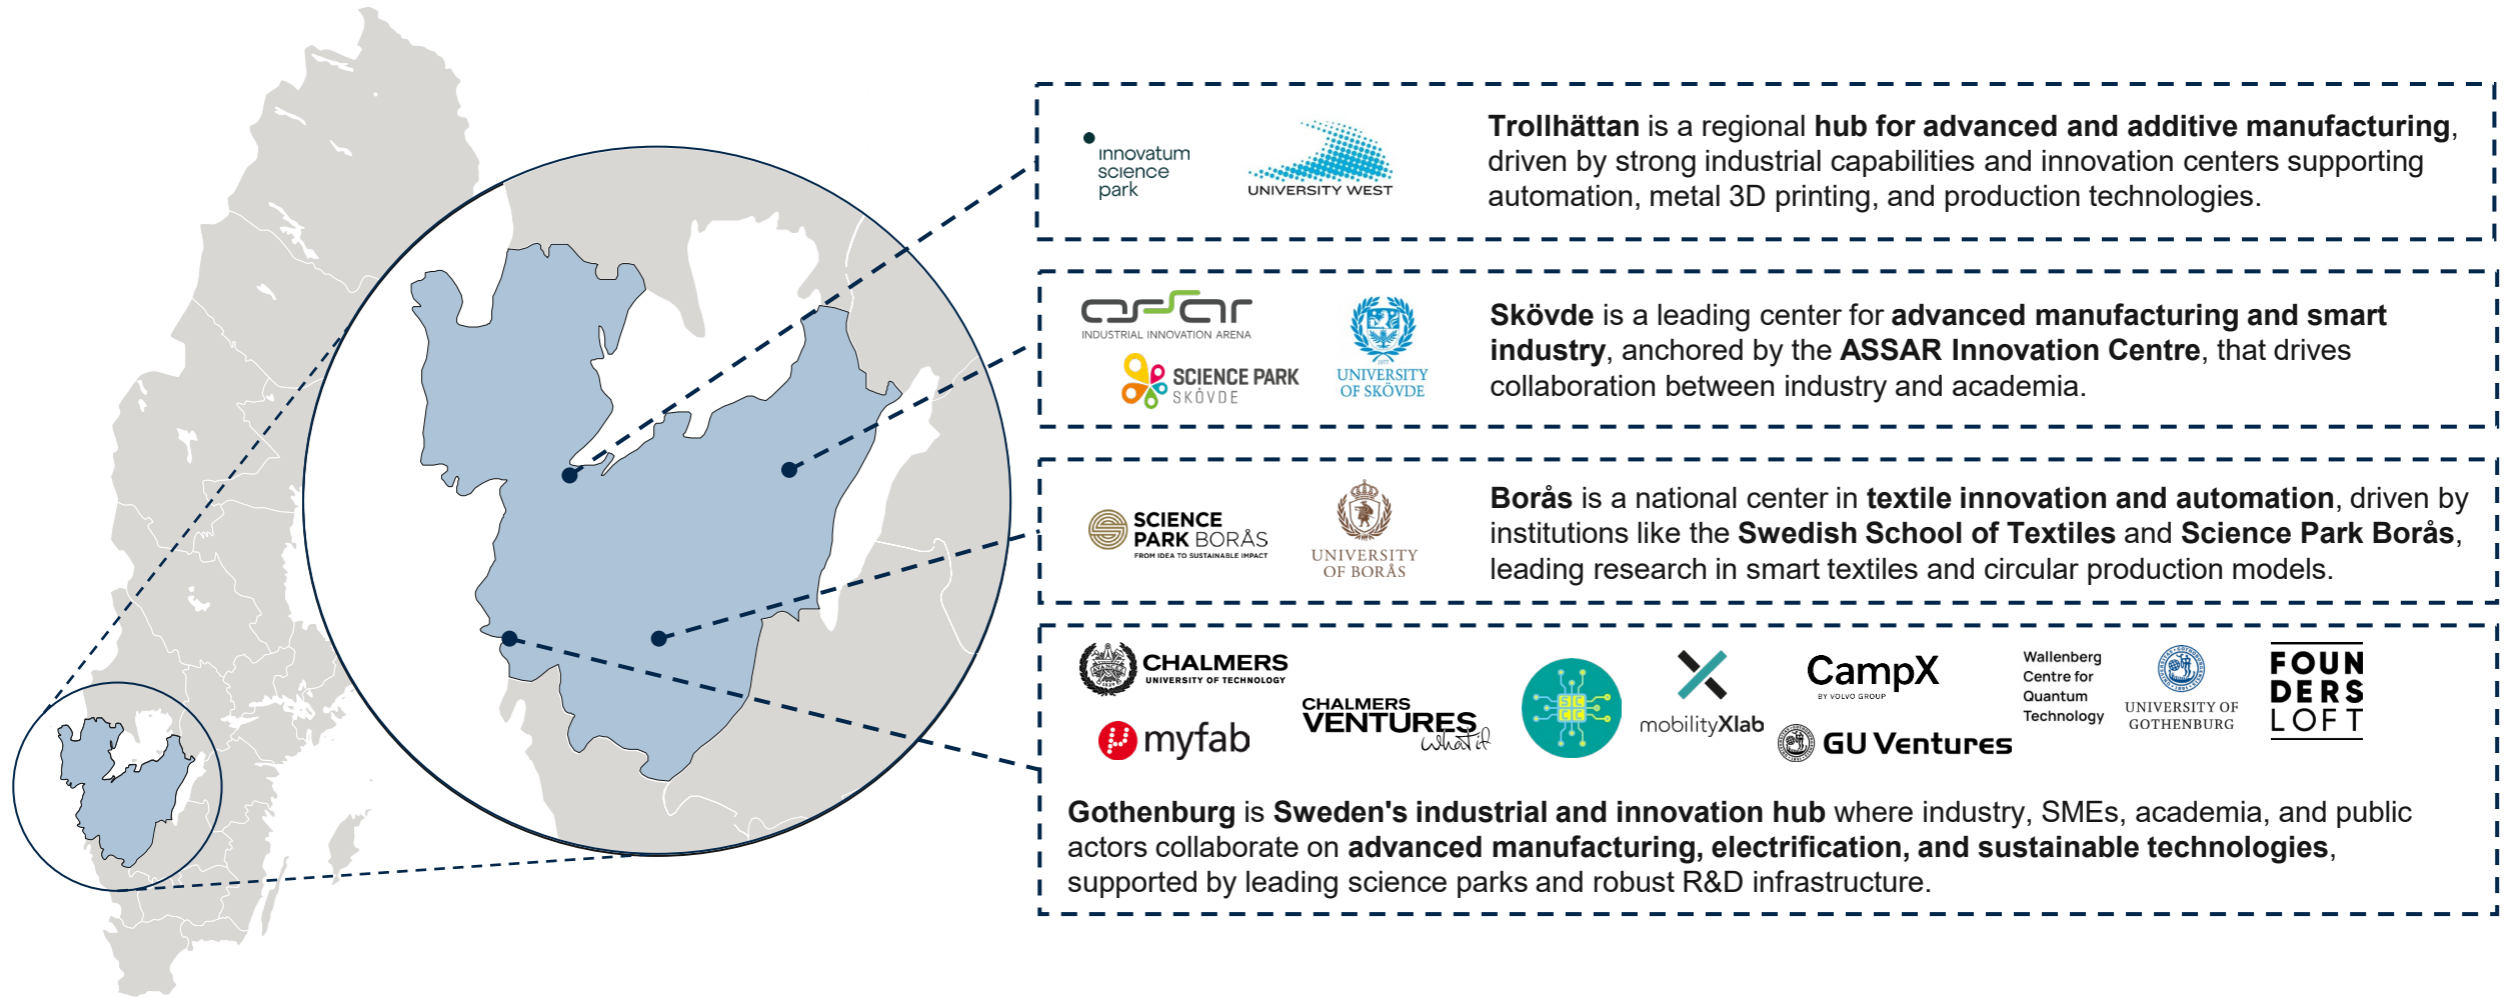 innovatum
science
park
UNIVERSITY WEST
Trollhättan is a regional hub for advanced and additive manufacturing,
driven by strong industrial capabilities and innovation centers supporting
automation, metal 3D printing, and production technologies.
assar
INDUSTRIAL INNOVATION ARENA
SCIENCE PARK
SKÖVDE
UNIVERSITY
OF SKÖVDE
Skövde is a leading center for advanced manufacturing and smart
industry, anchored by the ASSAR Innovation Centre, that drives
collaboration between industry and academia.
SCIENCE
PARK BORÅS
FROM IDEA TO SUSTAINABLE IMPACT
UNIVERSITY
OF BORÅS
Borås is a national center in textile innovation and automation, driven by
institutions like the Swedish School of Textiles and Science Park Borås,
leading research in smart textiles and circular production models.
CHALMERS
UNIVERSITY OF TECHNOLOGY
myfab
CHALMERS
VENTURES
what if
SC
CC
mobilityXlab
CampX
BY VOLVO GROUP
GU Ventures
Wallenberg
Centre for
Quantum
Technology
UNIVERSITY OF
GOTHENBURG
FOUN
DERS
LOFT
Gothenburg is Sweden's industrial and innovation hub where industry, SMEs, academia, and public
actors collaborate on advanced manufacturing, electrification, and sustainable technologies,
supported by leading science parks and robust R&D infrastructure.